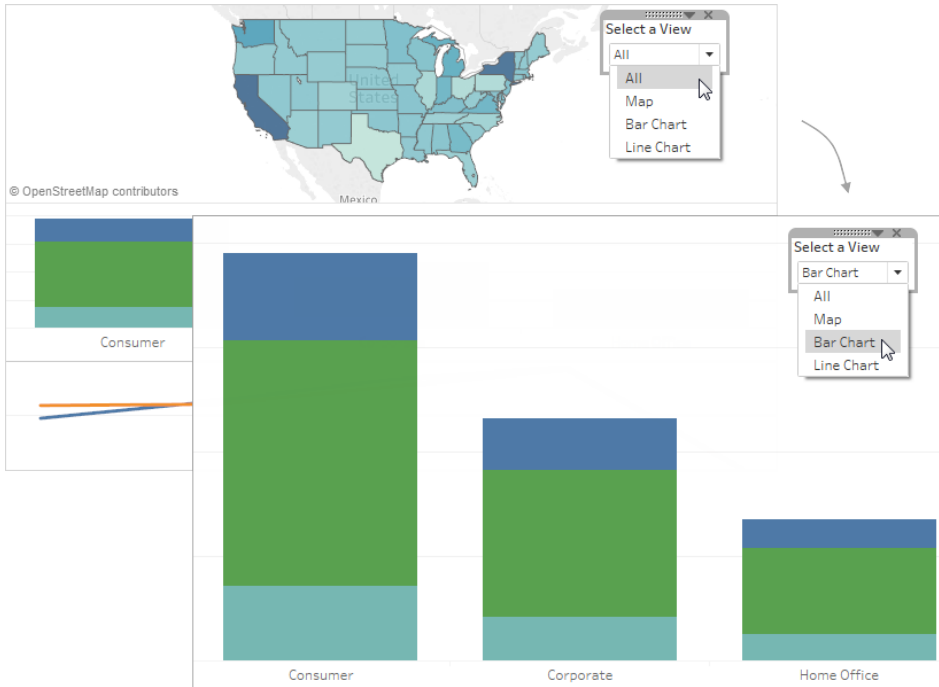 Select a View
All
All
Map
Bar Chart
Line Chart
United
States
Mexico
© OpenStreetMap contributors
Consumer
Select a View
Bar Chart
All
Map
Bar Chart
Line Chart
Consumer
Corporate
Home Office